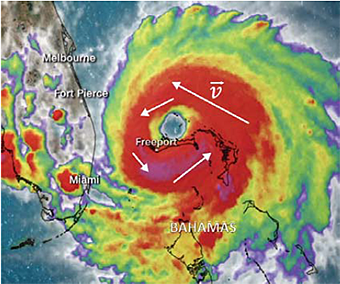 Melbourne
v⃗
Fort Pierce
Freeport
Miami
BAHAMAS